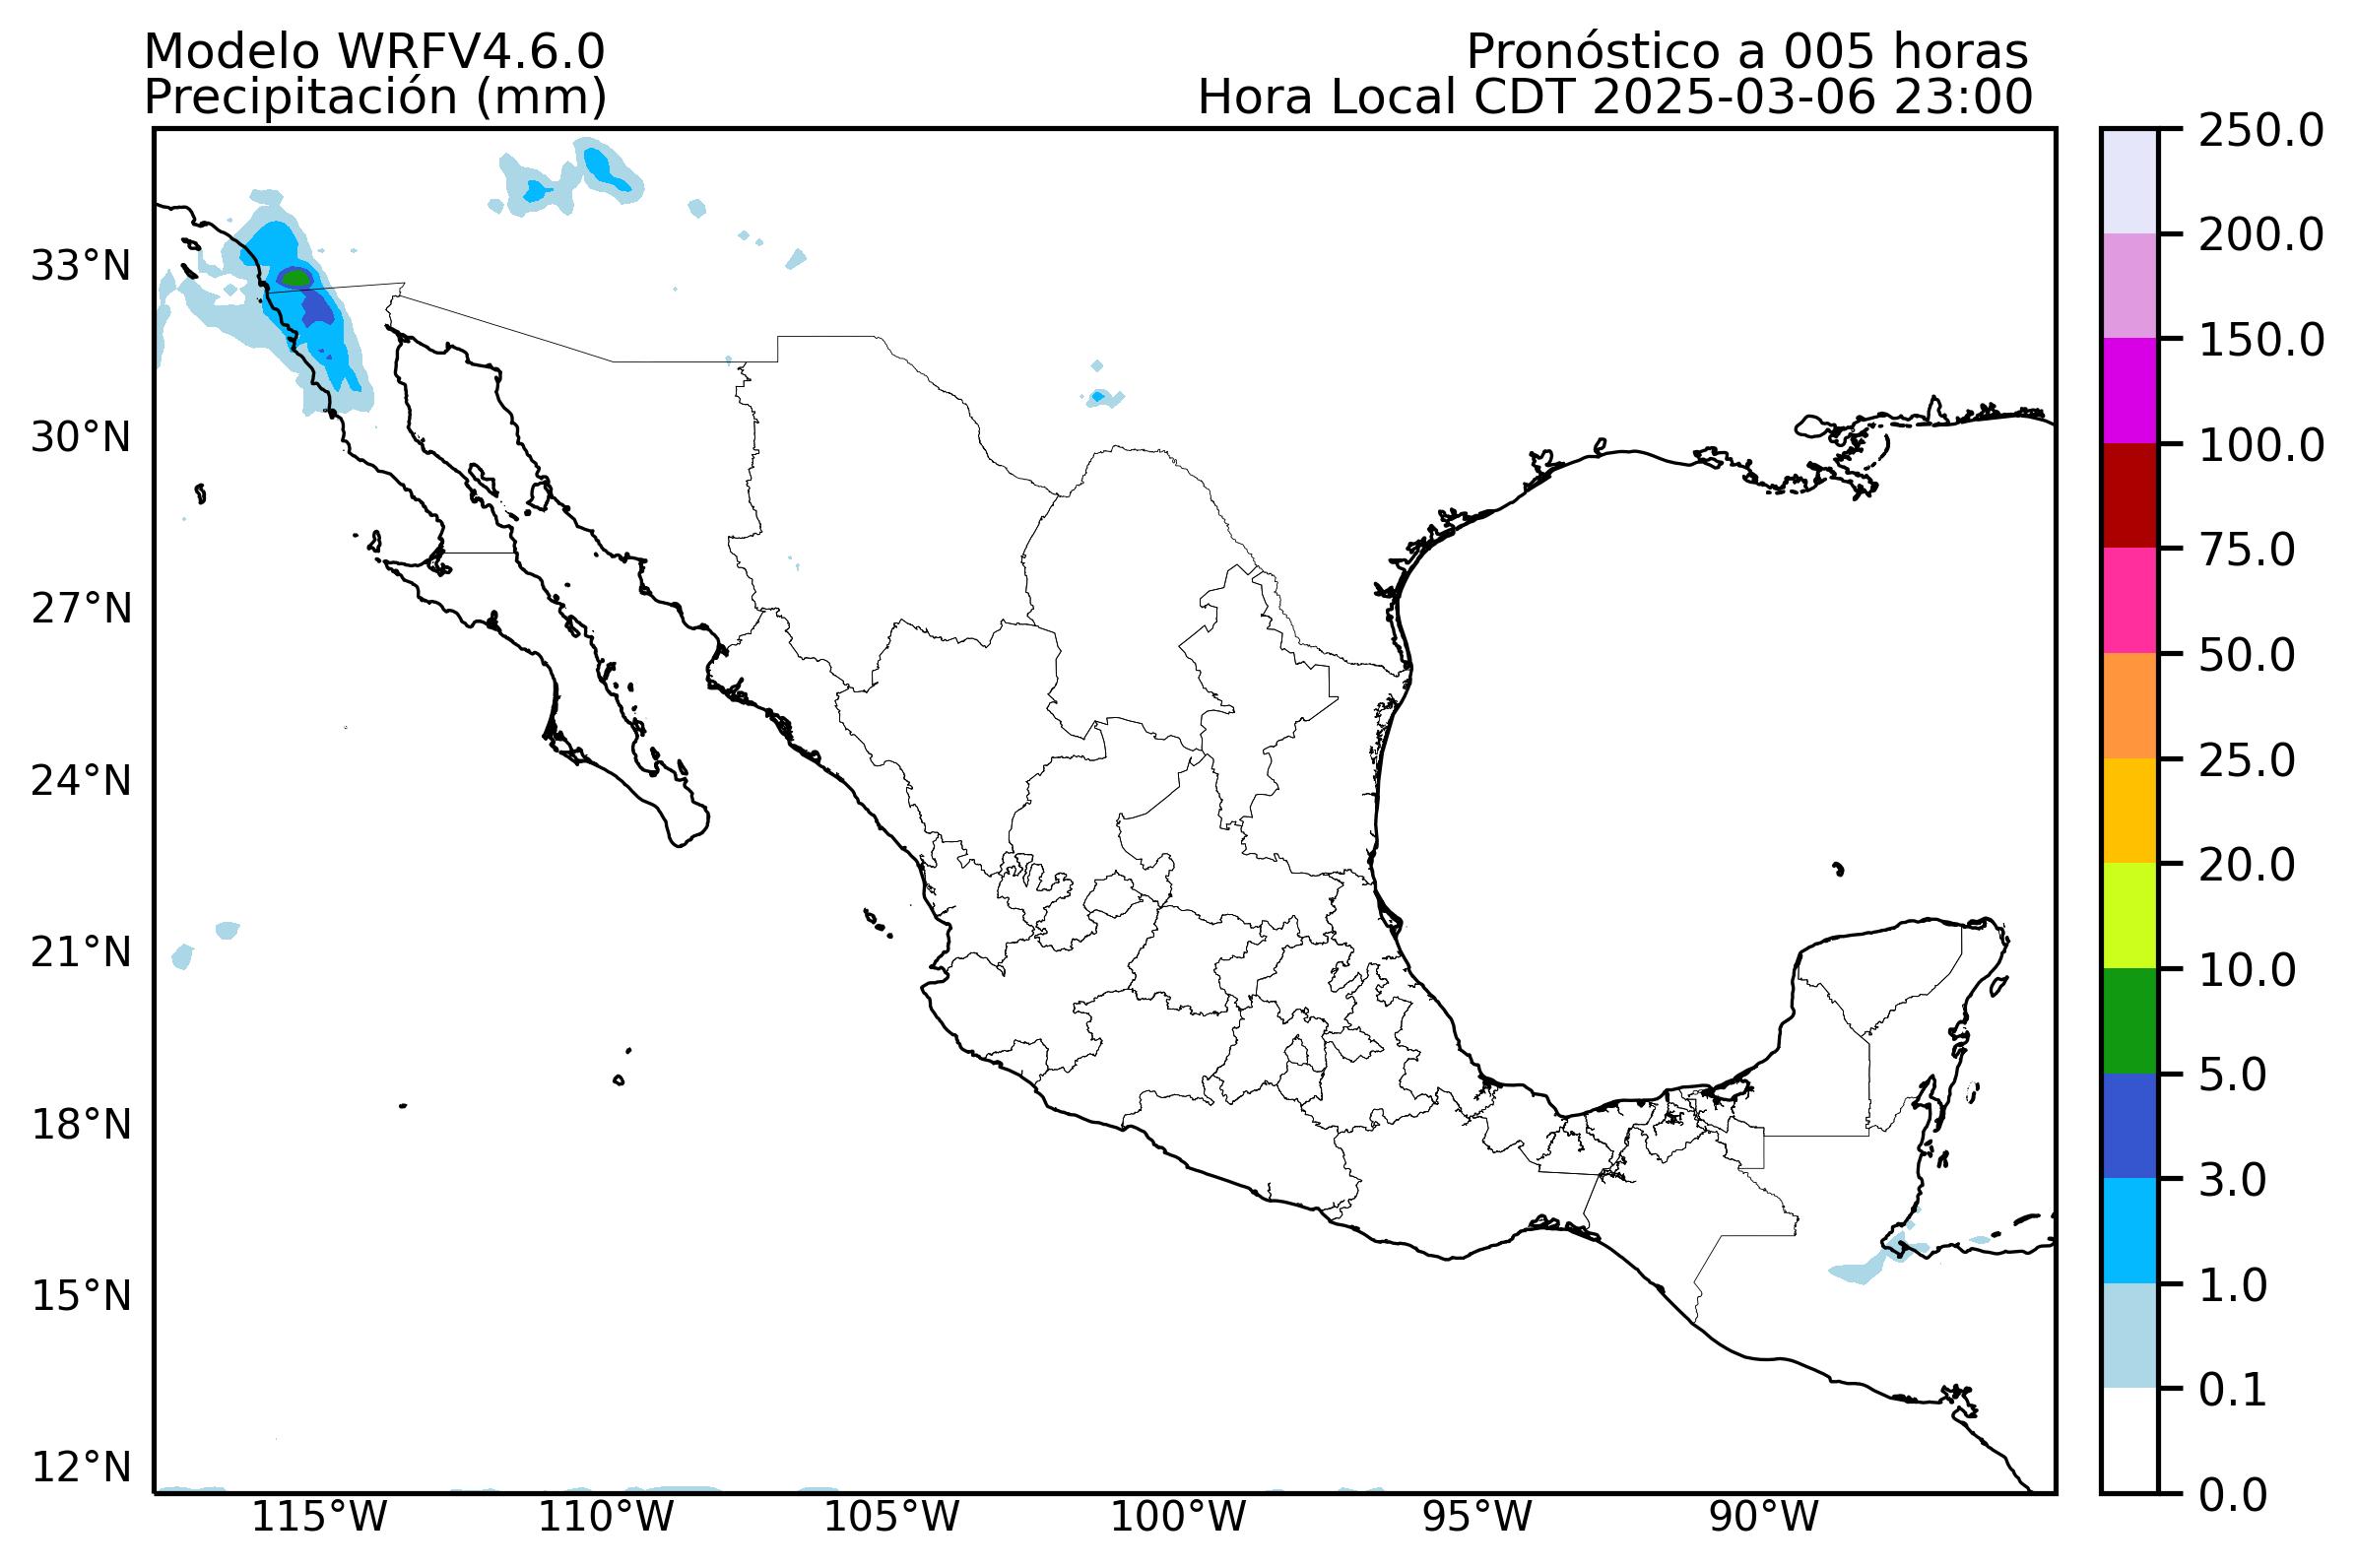 Modelo WRFV4.6.0
Precipitación (mm)
Pronóstico a 005 horas
Hora Local CDT 2025-03-06 23:00
33°N
30°N
27°N
24°N
21°N
18°N
15°N
12°N
115°W
110°W
105°W
100°W
95°W
90°W
250.0
200.0
150.0
100.0
75.0
50.0
25.0
20.0
10.0
5.0
3.0
1.0
0.1
0.0